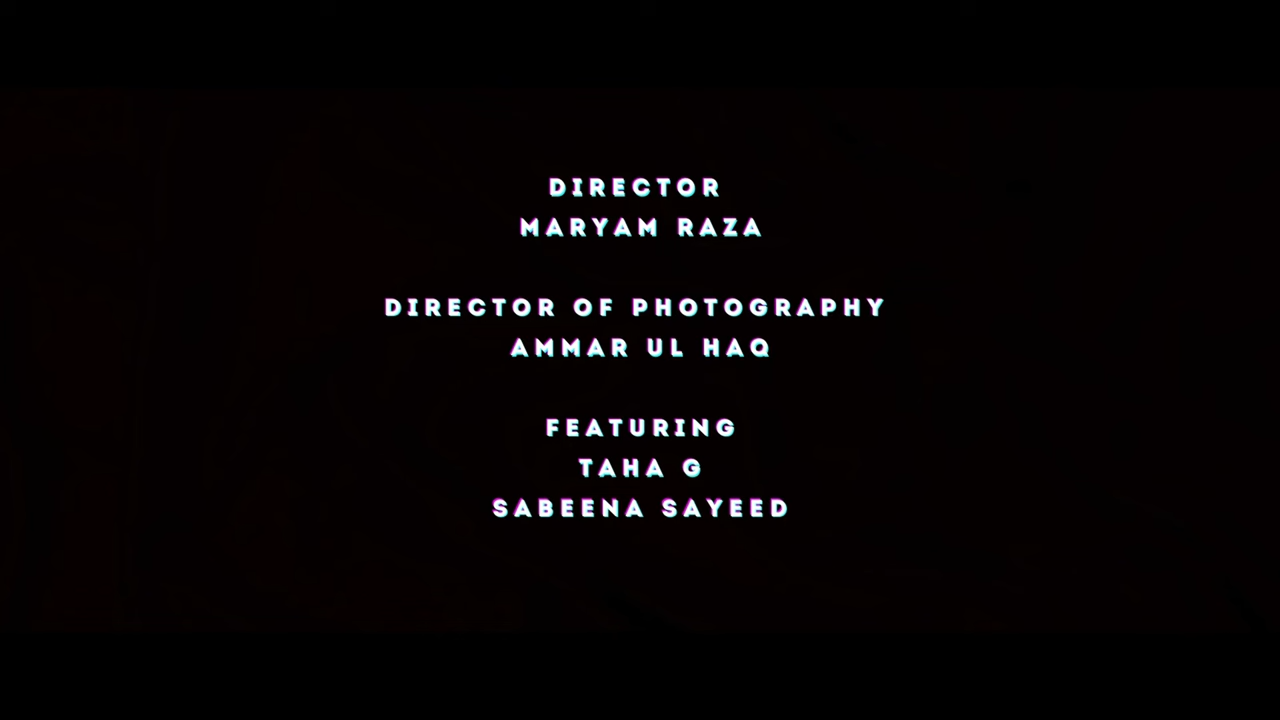 DIRECTOR
MARYAM RAZA
DIRECTOR OF PHOTOGRAPHY
AMMAR UL HAQ
FEATURING
TAHA G
SABEENA SAYEED